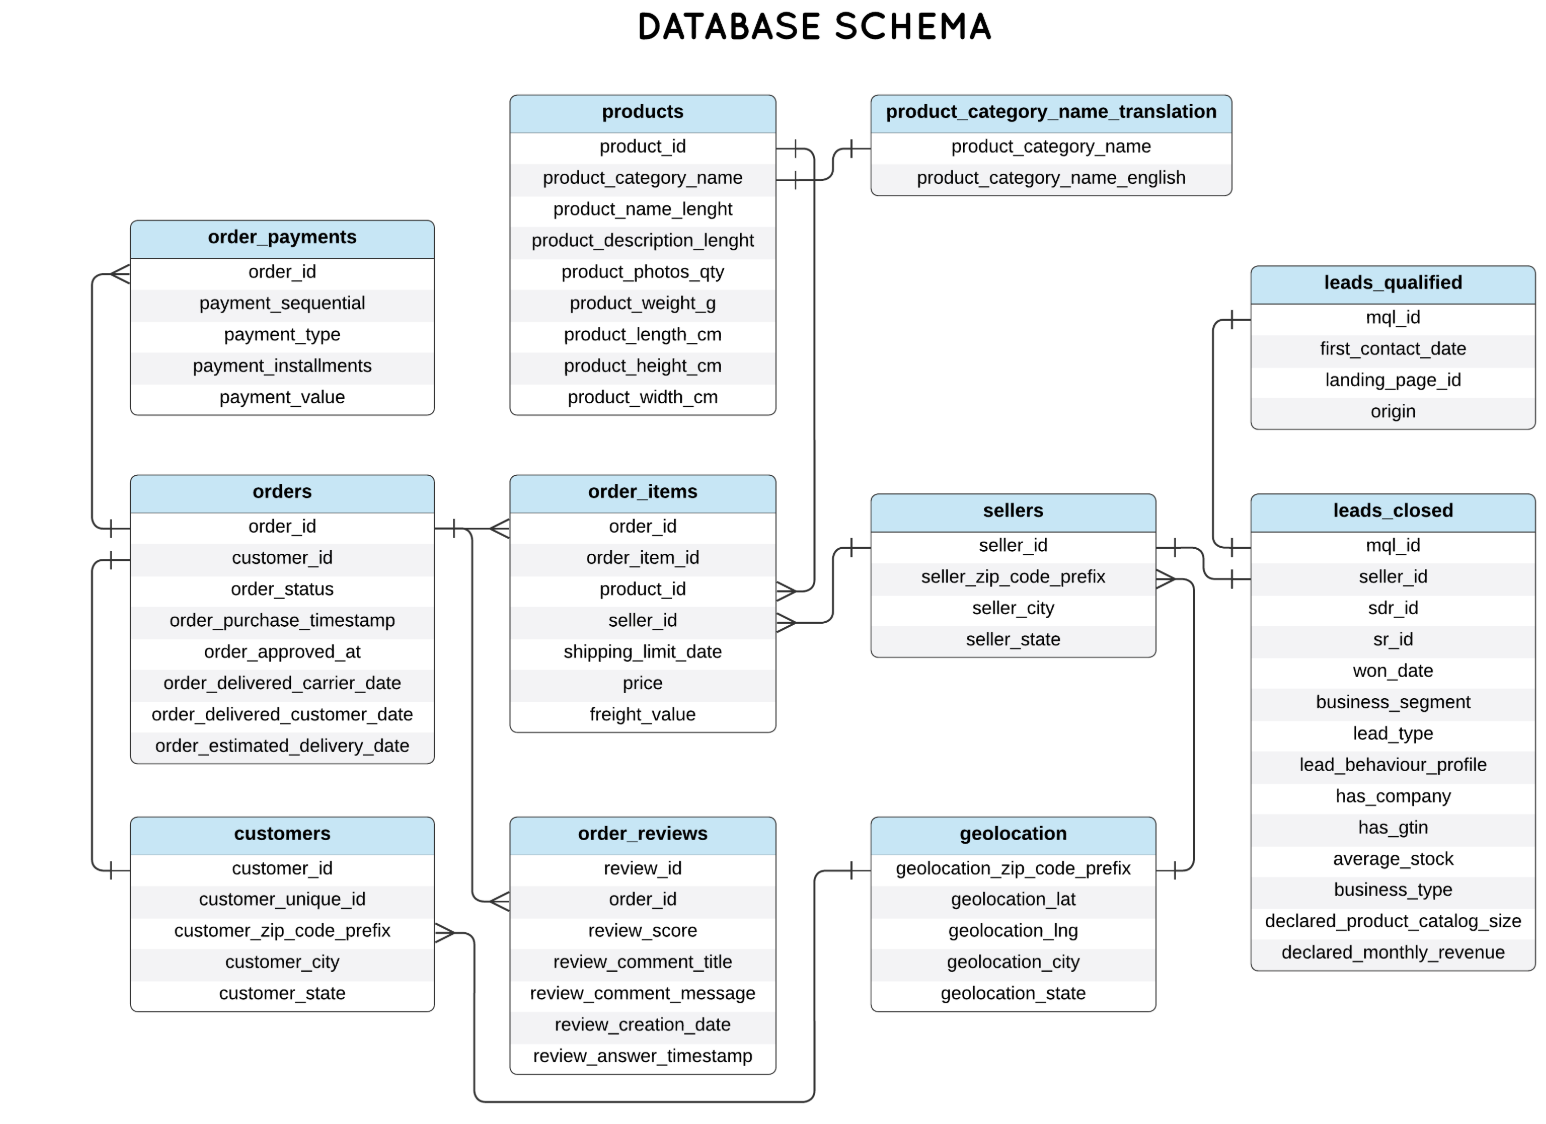 DATABASE SCHEMA
products
product_id
product_category_name
product_name_lenght
product_description_lenght
product_photos_qty
product_weight_g
product_length_cm
product_height_cm
product_width_cm
product_category_name_translation
product_category_name
product_category_name_english
order_payments
order_id
payment_sequential
payment_type
payment_installments
payment_value
leads_qualified
mql_id
first_contact_date
landing_page_id
origin
orders
order_id
customer_id
order_status
order_purchase_timestamp
order_approved_at
order_delivered_carrier_date
order_delivered_customer_date
order_estimated_delivery_date
order_items
order_id
order_item_id
product_id
seller_id
shipping_limit_date
price
freight_value
sellers
seller_id
seller_zip_code_prefix
seller_city
seller_state
leads_closed
mql_id
seller_id
sdr_id
sr_id
won_date
business_segment
lead_type
lead_behaviour_profile
has_company
has_gtin
average_stock
business_type
declared_product_catalog_size
declared_monthly_revenue
customers
customer_id
customer_unique_id
customer_zip_code_prefix
customer_city
customer_state
order_reviews
review_id
order_id
review_score
review_comment_title
review_comment_message
review_creation_date
review_answer_timestamp
geolocation
geolocation_zip_code_prefix
geolocation_lat
geolocation_lng
geolocation_city
geolocation_state